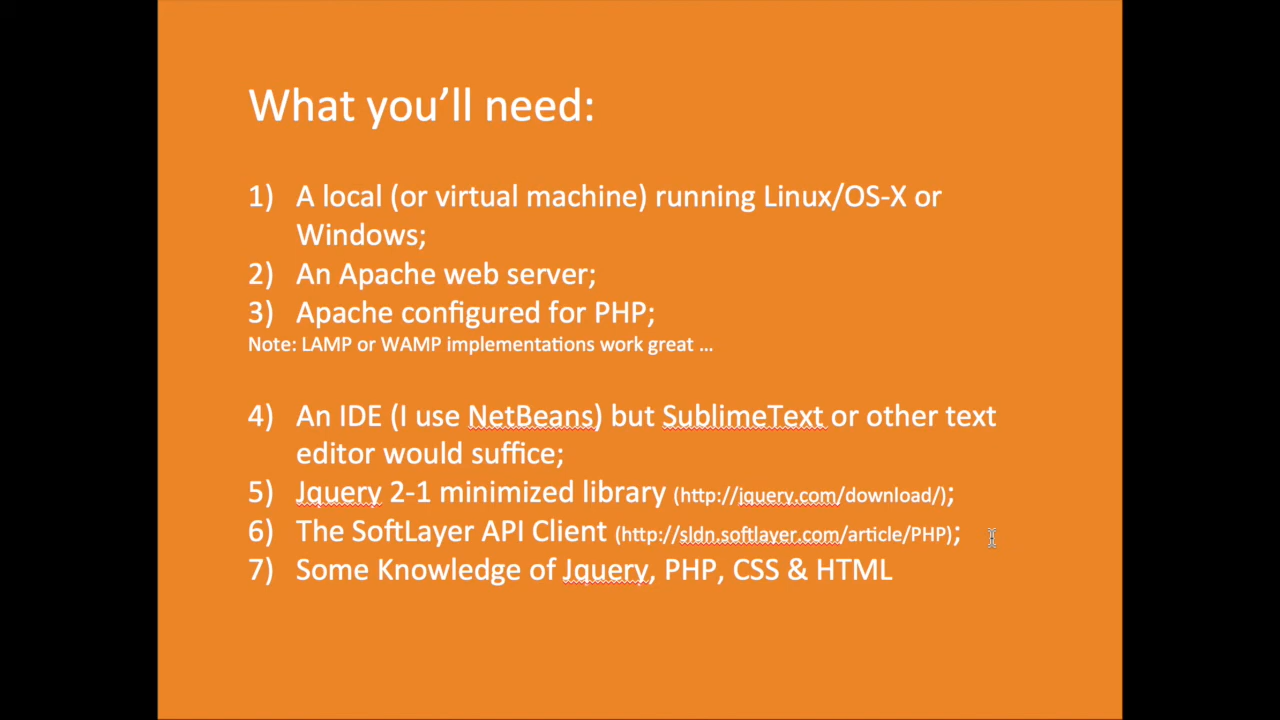 What you’ll need:
1) A local (or virtual machine) running Linux/OS-X or
Windows;
2) An Apache web server;
3) Apache configured for PHP;
Note: LAMP or WAMP implementations work great …
4) An IDE (I use NetBeans) but SublimeText or other text
editor would suffice;
5) Jquery 2-1 minimized library (http://jquery.com/download/);
6) The SoftLayer API Client (http://sldn.softlayer.com/article/PHP);
7) Some Knowledge of Jquery, PHP, CSS & HTML